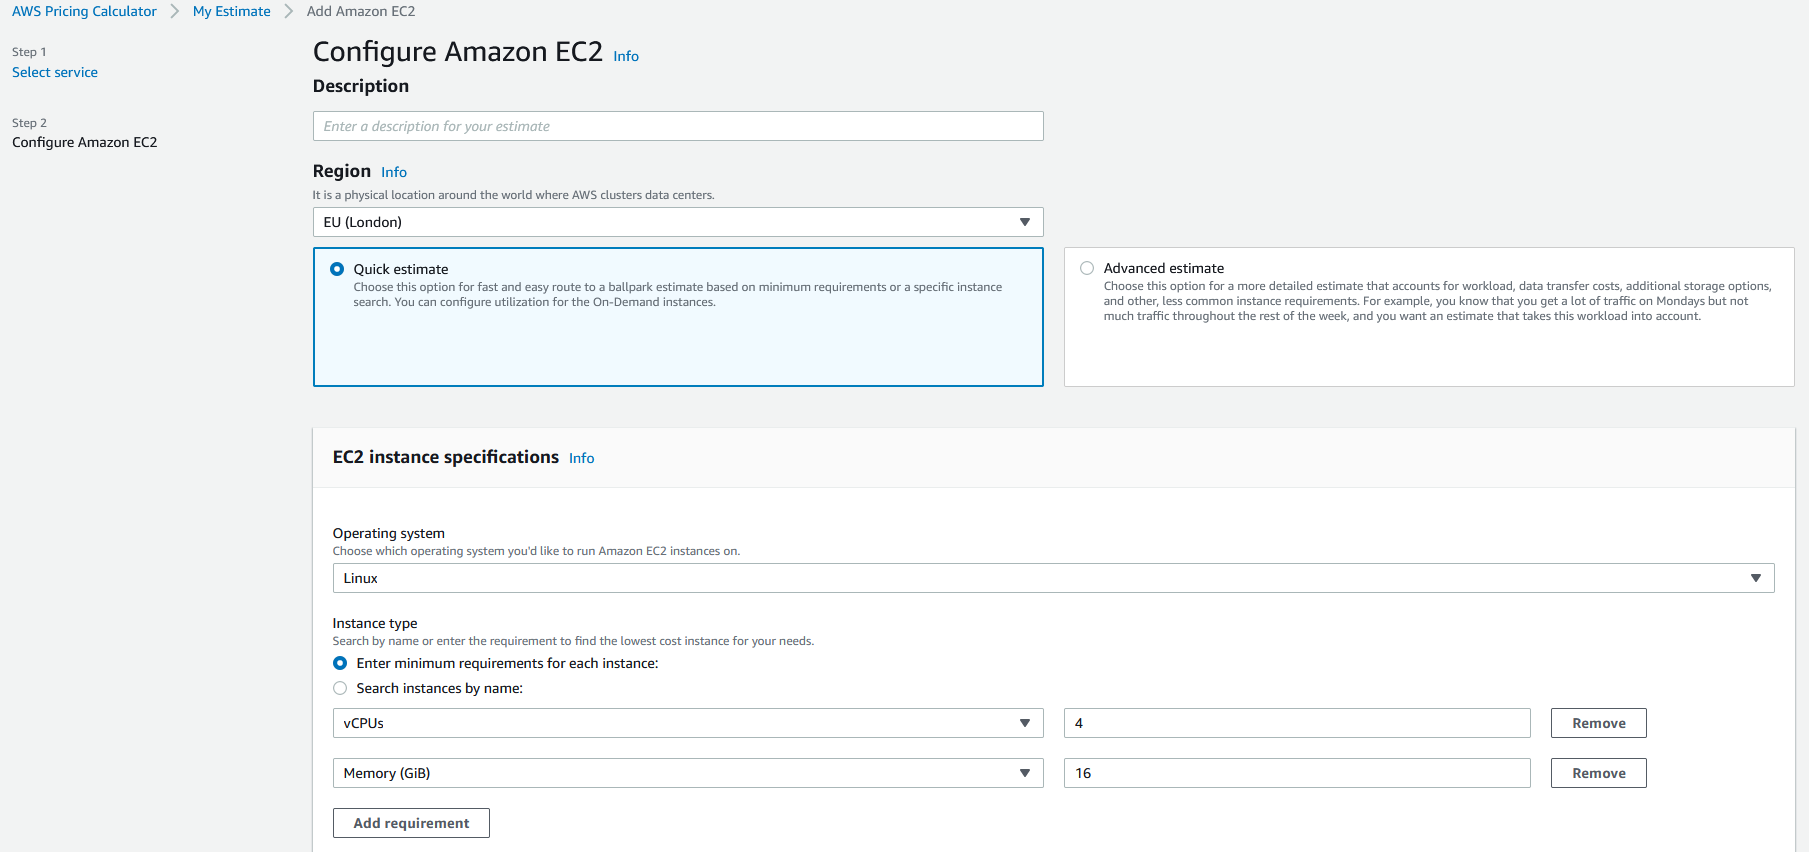 AWS Pricing Calculator > My Estimate > Add Amazon EC2
Step 1
Select service
Step 2
Configure Amazon EC2
Configure Amazon EC2 Info
Description
Enter a description for your estimate
Region Info
It is a physical location around the world where AWS clusters data centers.
EU (London)
Quick estimate
Choose this option for fast and easy route to a ballpark estimate based on minimum requirements or a specific instance
search. You can configure utilization for the On-Demand instances.
Advanced estimate
Choose this option for a more detailed estimate that accounts for workload, data transfer costs, additional storage options,
and other, less common instance requirements. For example, you know that you get a lot of traffic on Mondays but not
much traffic throughout the rest of the week, and you want an estimate that takes this workload into account.
EC2 instance specifications Info
Operating system
Choose which operating system you'd like to run Amazon EC2 instances on.
Linux
Instance type
Search by name or enter the requirement to find the lowest cost instance for your needs.
Enter minimum requirements for each instance:
Search instances by name:
vCPUs 4 Remove
Memory (GiB) 16 Remove
Add requirement